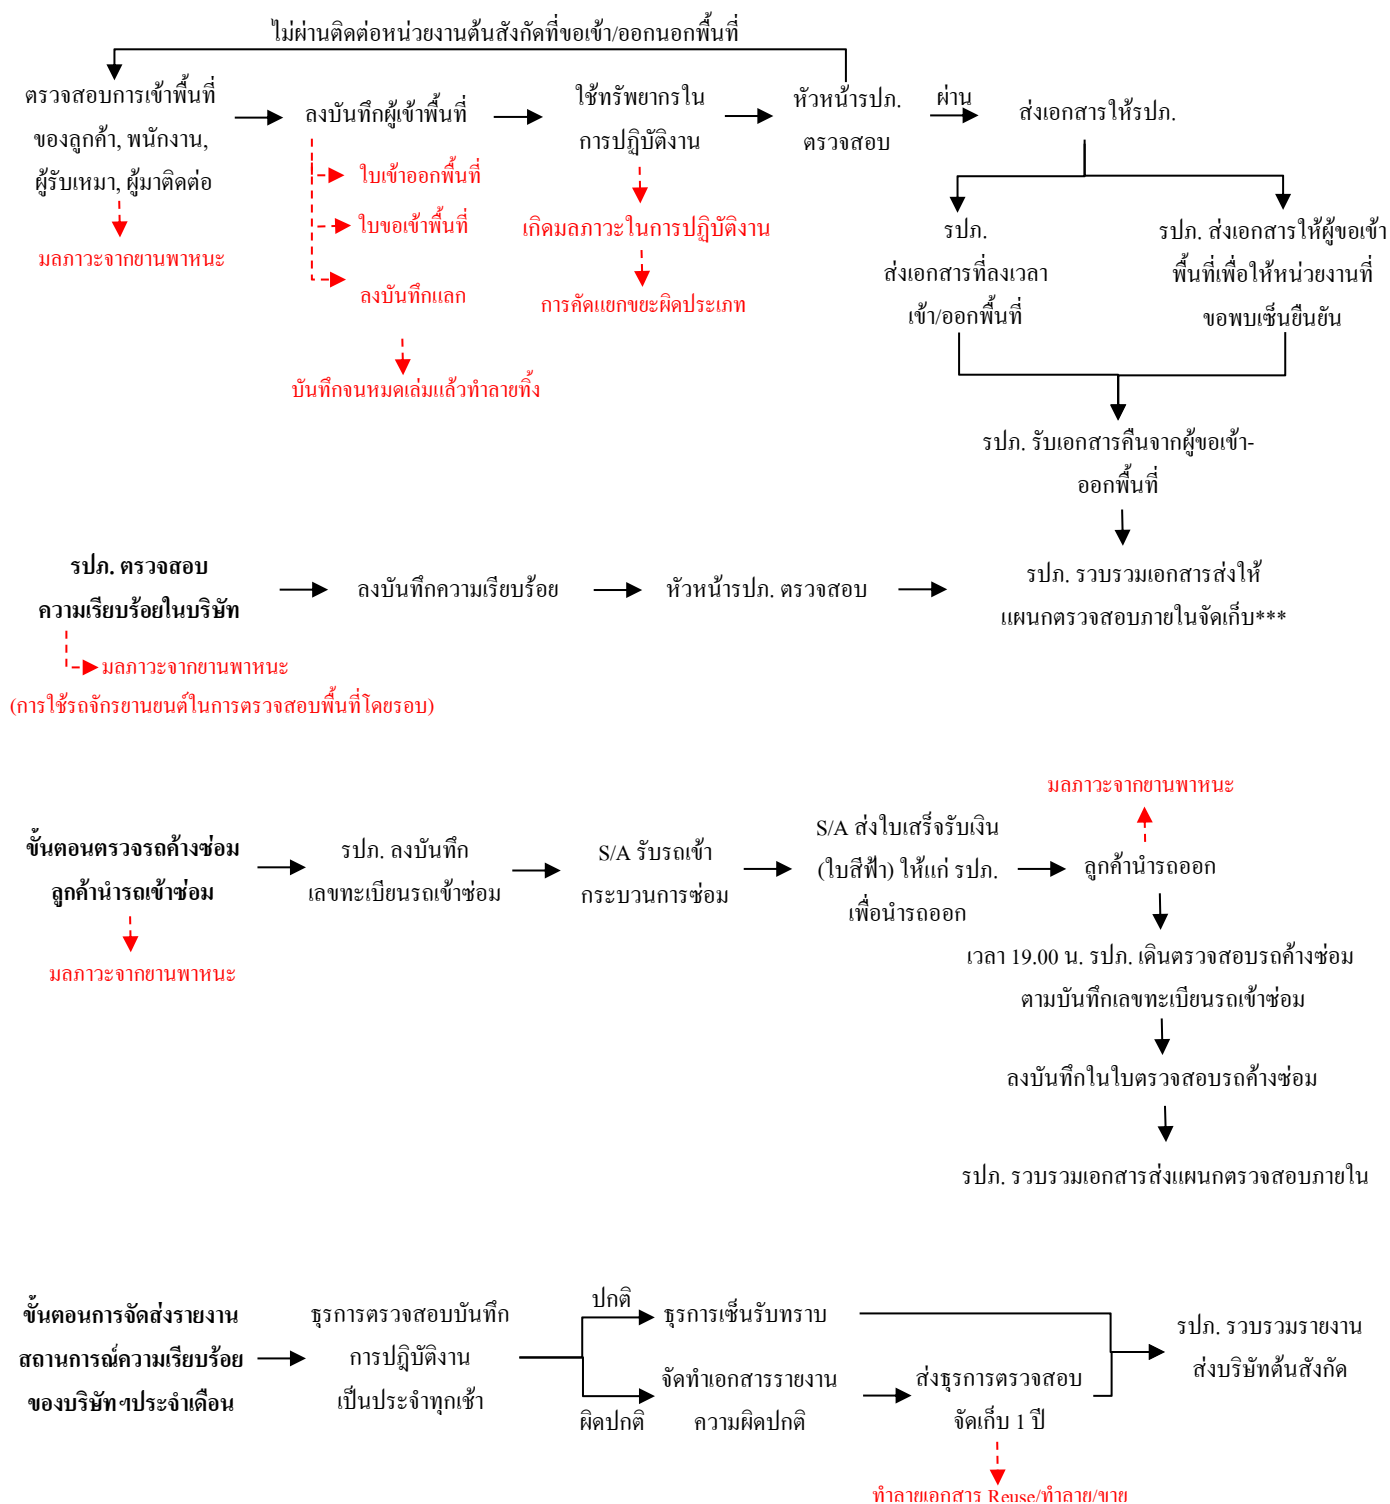 ไม่ผ่านติดต่อหน่วยงานต้นสังกัดที่ขอเข้า/ออกนอกพื้นที่
ตรวจสอบการเข้าพื้นที่
ของลูกค้า, พนักงาน,
ผู้รับเหมา, ผู้มาติดต่อ
มลภาวะจากยานพาหนะ
ลงบันทึกผู้เข้าพื้นที่
ใบเข้าออกพื้นที่
ใบขอเข้าพื้นที่
ลงบันทึกแลก
บันทึกจนหมดเล่มแล้วทำลายทิ้ง
ใช้ทรัพยากรใน
การปฏิบัติงาน
เกิดมลภาวะในการปฏิบัติงาน
การคัดแยกขยะผิดประเภท
หัวหน้ารปภ.
ตรวจสอบ
ผ่าน
ส่งเอกสารให้รปภ.
รปภ.
ส่งเอกสารที่ลงเวลา
เข้า/ออกพื้นที่
รปภ. ส่งเอกสารให้ผู้ขอเข้า
พื้นที่เพื่อให้หน่วยงานที่
ขอพบเซ็นยืนยัน
รปภ. รับเอกสารคืนจากผู้ขอเข้า-
ออกพื้นที่
รปภ. ตรวจสอบ
ความเรียบร้อยในบริษัท
มลภาวะจากยานพาหนะ
(การใช้รถจักรยานยนต์ในการตรวจสอบพื้นที่โดยรอบ)
ลงบันทึกความเรียบร้อย
หัวหน้ารปภ. ตรวจสอบ
รปภ. รวบรวมเอกสารส่งให้
แผนกตรวจสอบภายในจัดเก็บ***
ขั้นตอนตรวจรถค้างซ่อม
ลูกค้านำรถเข้าซ่อม
มลภาวะจากยานพาหนะ
รปภ. ลงบันทึก
เลขทะเบียนรถเข้าซ่อม
S/A รับรถเข้า
กระบวนการซ่อม
S/A ส่งใบเสร็จรับเงิน
(ใบสีฟ้า) ให้แก่ รปภ.
เพื่อนำรถออก
มลภาวะจากยานพาหนะ
ลูกค้านำรถออก
เวลา 19.00 น. รปภ. เดินตรวจสอบรถค้างซ่อม
ตามบันทึกเลขทะเบียนรถเข้าซ่อม
ลงบันทึกในใบตรวจสอบรถค้างซ่อม
รปภ. รวบรวมเอกสารส่งแผนกตรวจสอบภายใน
ขั้นตอนการจัดส่งรายงาน
สถานการณ์ความเรียบร้อย
ของบริษัทฯประจำเดือน
ธุรการตรวจสอบบันทึก
การปฎิบัติงาน
เป็นประจำทุกเช้า
ปกติ
ธุรการเซ็นรับทราบ
ผิดปกติ
จัดทำเอกสารรายงาน
ความผิดปกติ
ส่งธุรการตรวจสอบ
จัดเก็บ 1 ปี
ทำลายเอกสาร Reuse/ทำลาย/ขาย
รปภ. รวบรวมรายงาน
ส่งบริษัทต้นสังกัด